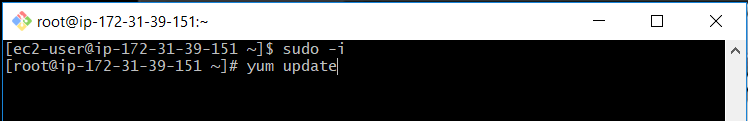 root@ip-172-31-39-151:~
[ec2-user@ip-172-31-39-151 ~]$ sudo -i
[root@ip-172-31-39-151 ~]# yum update